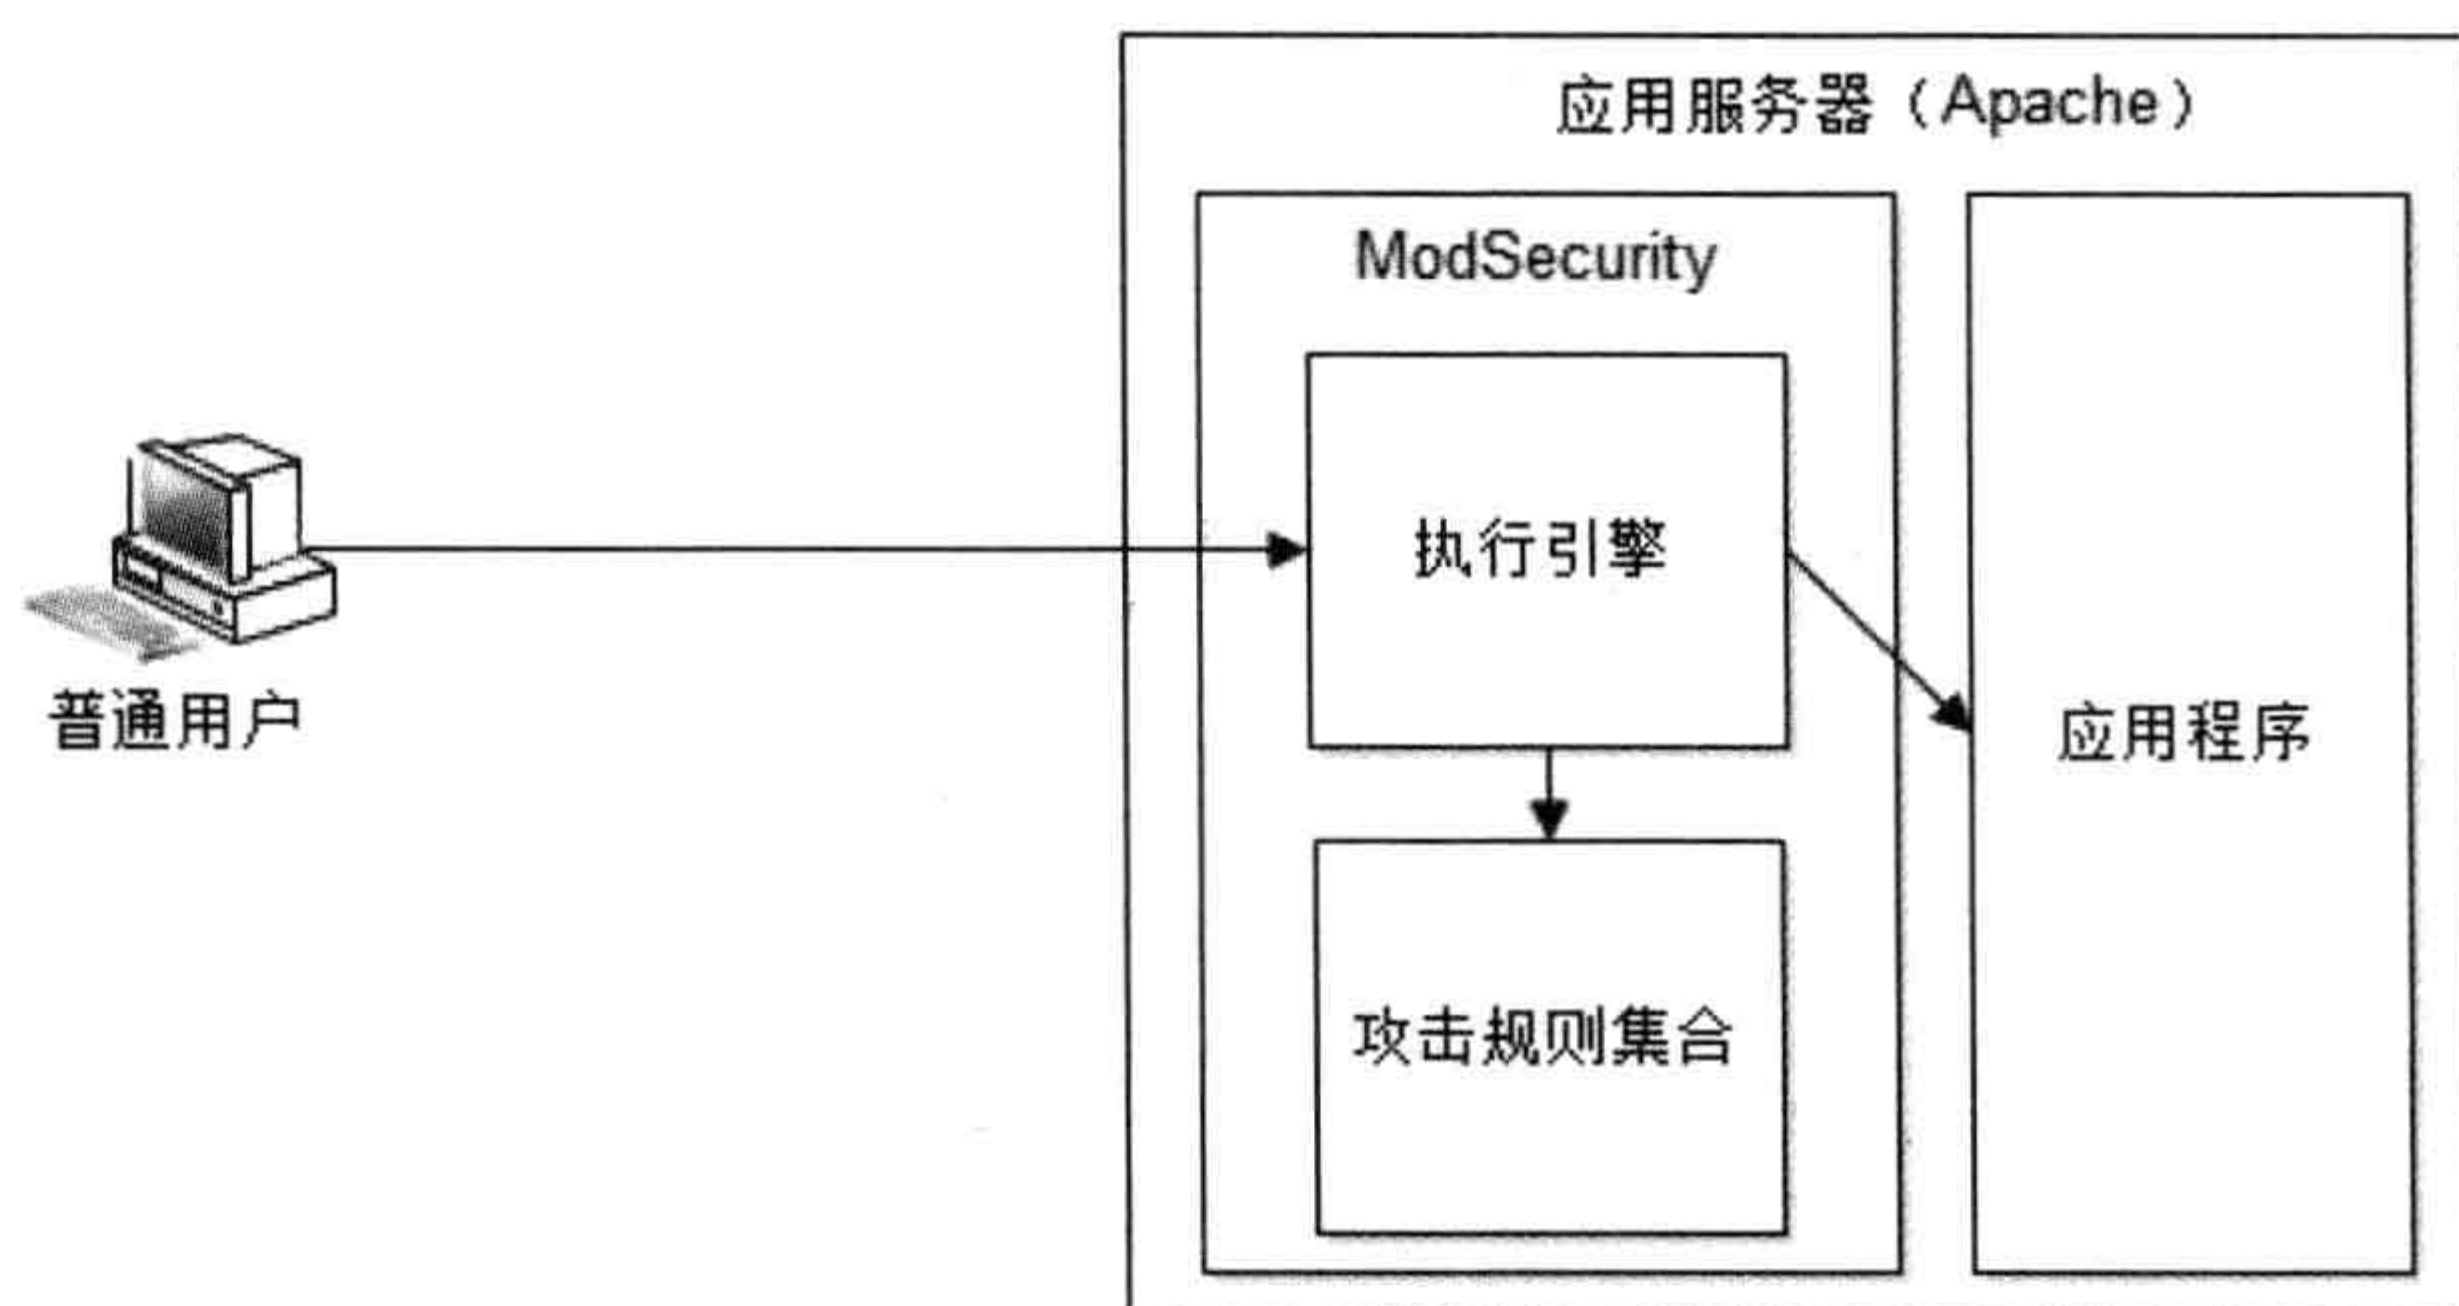 应用服务器（Apache）
ModSecurity
执行引擎
普通用户
应用程序
攻击规则集合